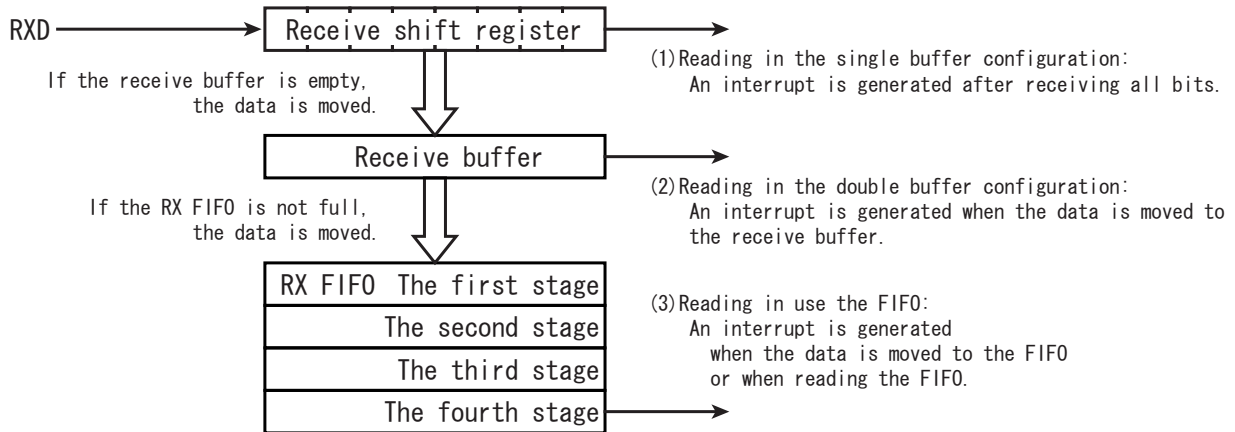 RXD
Receive shift register
(1)Reading in the single buffer configuration:
An interrupt is generated after receiving all bits.
If the receive buffer is empty,
the data is moved.
Receive buffer
(2)Reading in the double buffer configuration:
An interrupt is generated when the data is moved to
the receive buffer.
If the RX FIFO is not full,
the data is moved.
RX FIFO The first stage
The second stage
The third stage
The fourth stage
(3)Reading in use the FIFO:
An interrupt is generated
when the data is moved to the FIFO
or when reading the FIFO.